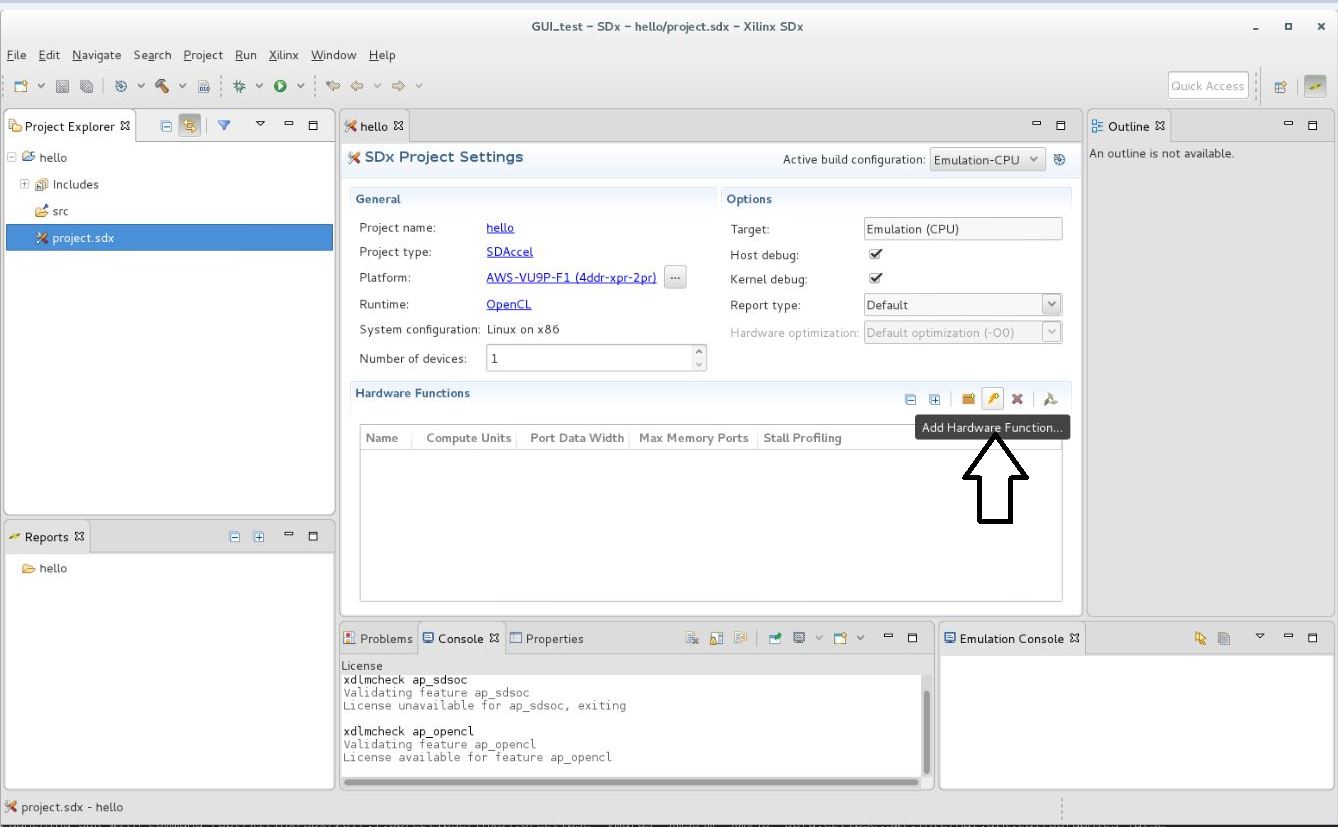 GUI_test - SDx - hello/project.sdx - Xilinx SDx
File Edit Navigate Search Project Run Xilinx Window Help
Quick Access
Project Explorer
hello
Includes
src
project.sdx
hello
SDx Project Settings
Active build configuration: Emulation-CPU
General
Project name: hello
Project type: SDAccel
Platform: AWS-VU9P-F1 (4ddr-xpr-2pr) ...
Runtime: OpenCL
System configuration: Linux on x86
Number of devices: 1
Options
Target: Emulation (CPU)
Host debug:
Kernel debug:
Report type: Default
Hardware optimization: Default optimization (-O0)
Hardware Functions
Add Hardware Function...
Name Compute Units Port Data Width Max Memory Ports Stall Profiling
Outline
An outline is not available.
Reports
hello
Problems Console Properties
License
xdlmcheck ap_sdsoc
Validating feature ap_sdsoc
License unavailable for ap_sdsoc, exiting
xdlmcheck ap_opencl
Validating feature ap_opencl
License available for feature ap_opencl
Emulation Console
project.sdx - hello